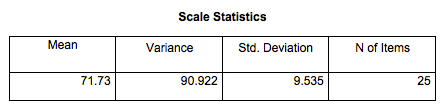 Scale Statistics
Mean Variance Std. Deviation N of Items
71.73 90.922 9.535 25